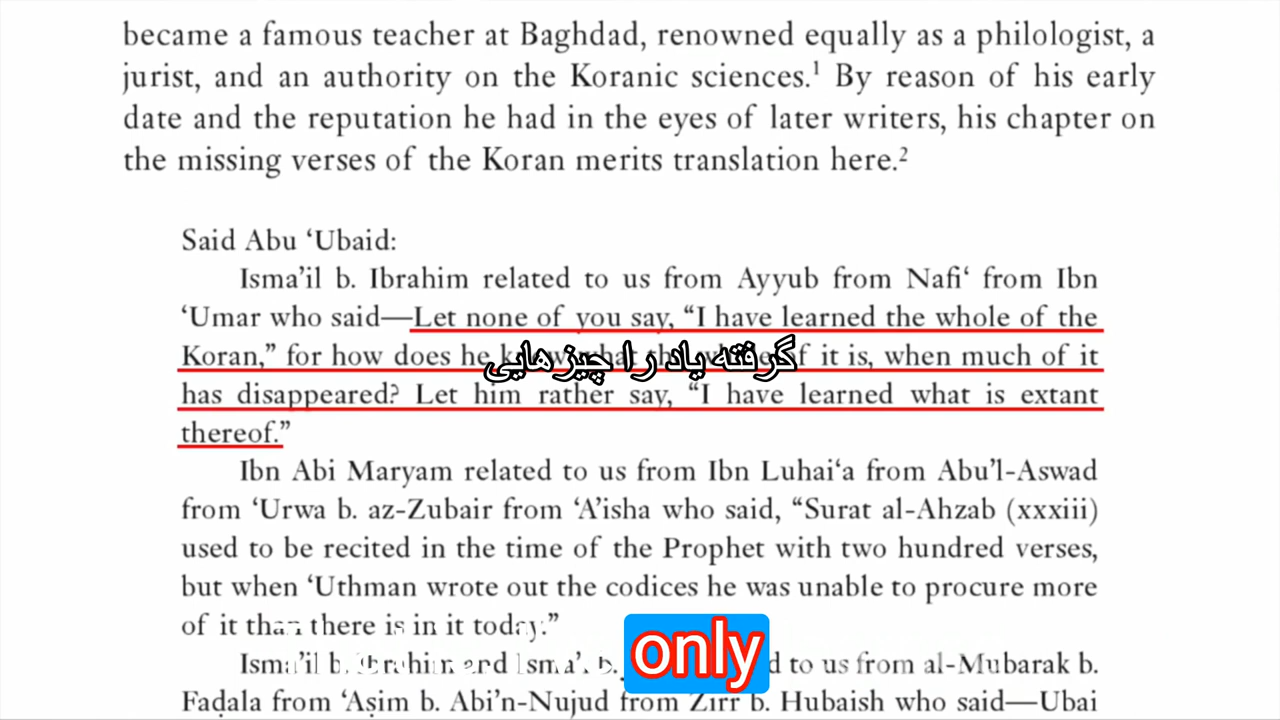 became a famous teacher at Baghdad, renowned equally as a philologist, a
jurist, and an authority on the Koranic sciences.¹ By reason of his early
date and the reputation he had in the eyes of later writers, his chapter on
the missing verses of the Koran merits translation here.²
Said Abu ‘Ubaid:
Isma’il b. Ibrahim related to us from Ayyub from Nafi‘ from Ibn
‘Umar who said—Let none of you say, “I have learned the whole of the
Koran,” for how does he of it is, when much of it
گرفته یاد را چیزهایی
has disappeared? Let him rather say, “I have learned what is extant
thereof.”
Ibn Abi Maryam related to us from Ibn Luhai‘a from Abu’l-Aswad
from ‘Urwa b. az-Zubair from ‘A’isha who said, “Surat al-Ahzab (xxxiii)
used to be recited in the time of the Prophet with two hundred verses,
but when ‘Uthman wrote out the codices he was unable to procure more
of it than there is in it today.”
only
Isma’il b. Ibrahim and Isma’. b. d to us from al-Mubarak b.
Faḍala from ‘Aṣim b. Abi’n-Nujud from Zirr b. Hubaish who said—Ubai